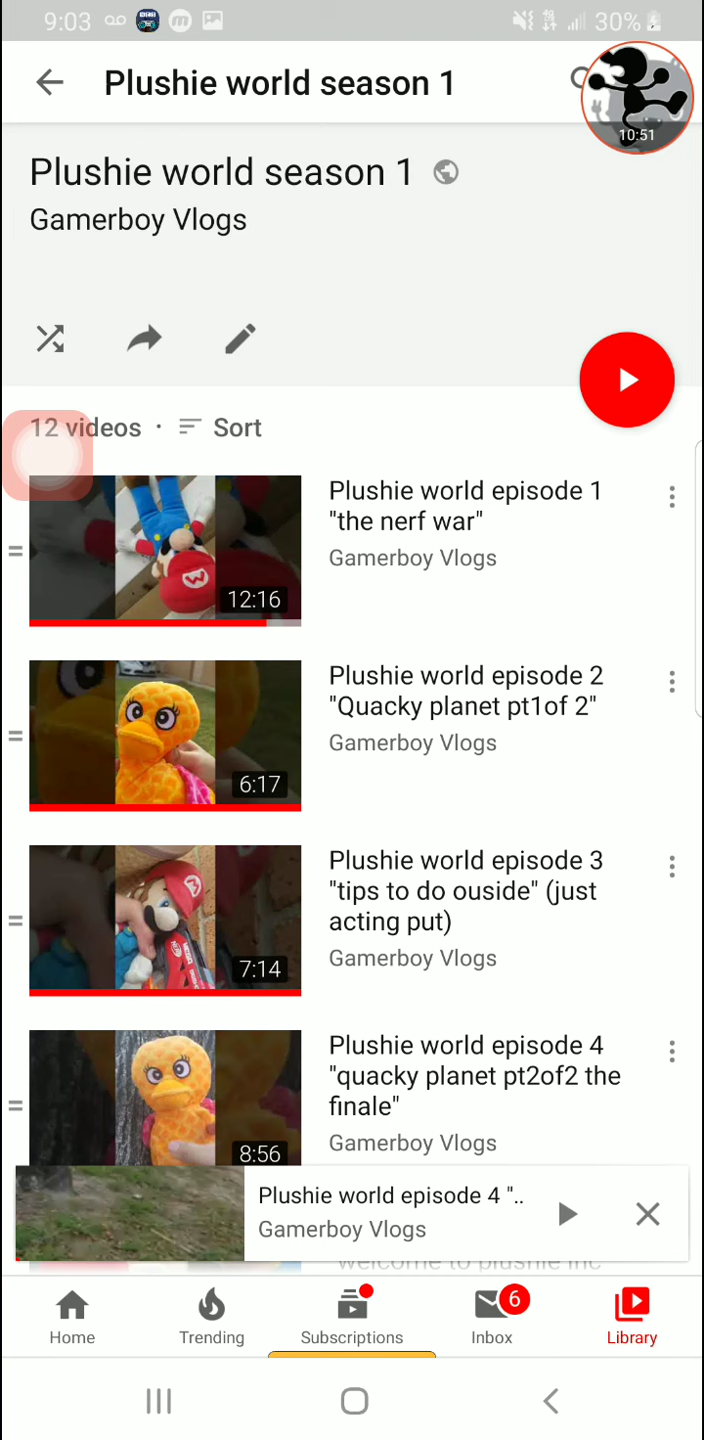 9:03
30%
Plushie world season 1
10:51
Plushie world season 1
Gamerboy Vlogs
12 videos · Sort
Plushie world episode 1
"the nerf war"
Gamerboy Vlogs
12:16
Plushie world episode 2
"Quacky planet pt1of 2"
Gamerboy Vlogs
6:17
Plushie world episode 3
"tips to do ouside" (just
acting put)
Gamerboy Vlogs
7:14
Plushie world episode 4
"quacky planet pt2of2 the
finale"
Gamerboy Vlogs
8:56
Plushie world episode 4 "..
Gamerboy Vlogs
welcome to plushie inc
6
Home Trending Subscriptions Inbox Library